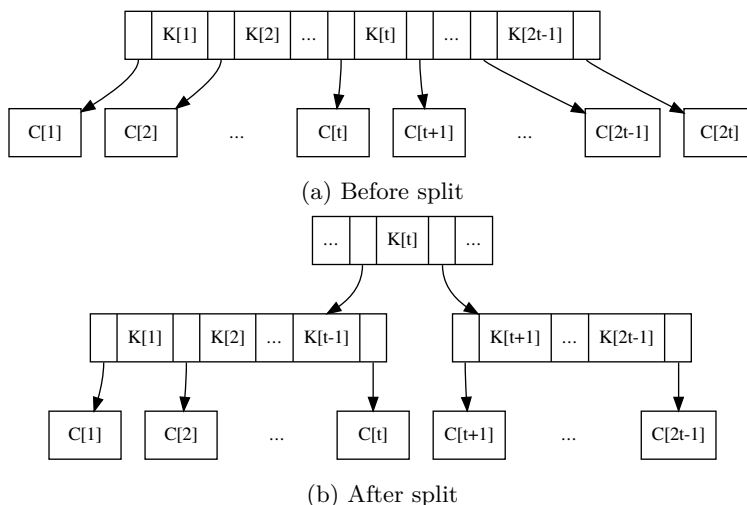 K[1] K[2] ... K[t] ... K[2t-1]
C[1] C[2] ... C[t] C[t+1] ... C[2t-1] C[2t]
(a) Before split
... K[t] ...
K[1] K[2] ... K[t-1] K[t+1] ... K[2t-1]
C[1] C[2] ... C[t] C[t+1] ... C[2t-1]
(b) After split